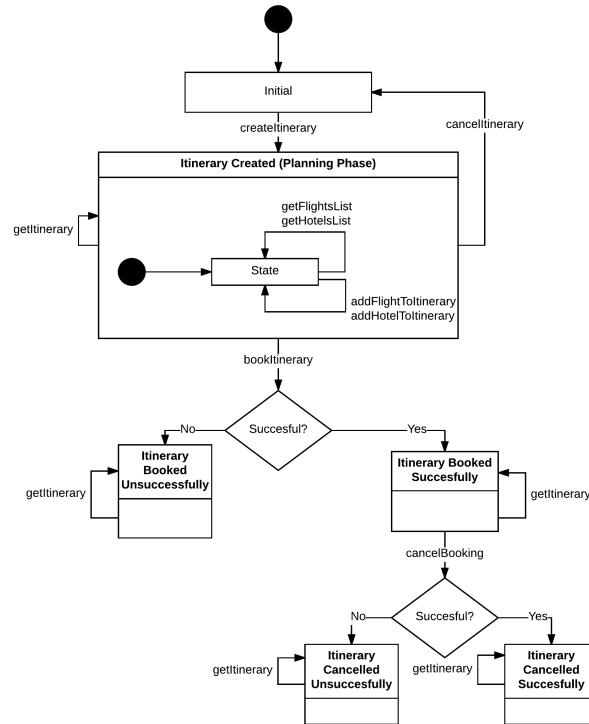 Initial
createItinerary
cancelItinerary
Itinerary Created (Planning Phase)
getFlightsList
getHotelsList
getItinerary
State
addFlightToItinerary
addHotelToItinerary
bookItinerary
No
Succesful?
Yes
Itinerary
Booked
Unsuccessfully
Itinerary Booked
Succesfully
getItinerary
getItinerary
cancelBooking
No
Succesful?
Yes
Itinerary
Cancelled
Unsuccesfully
Itinerary
Cancelled
Succesfully
getItinerary
getItinerary